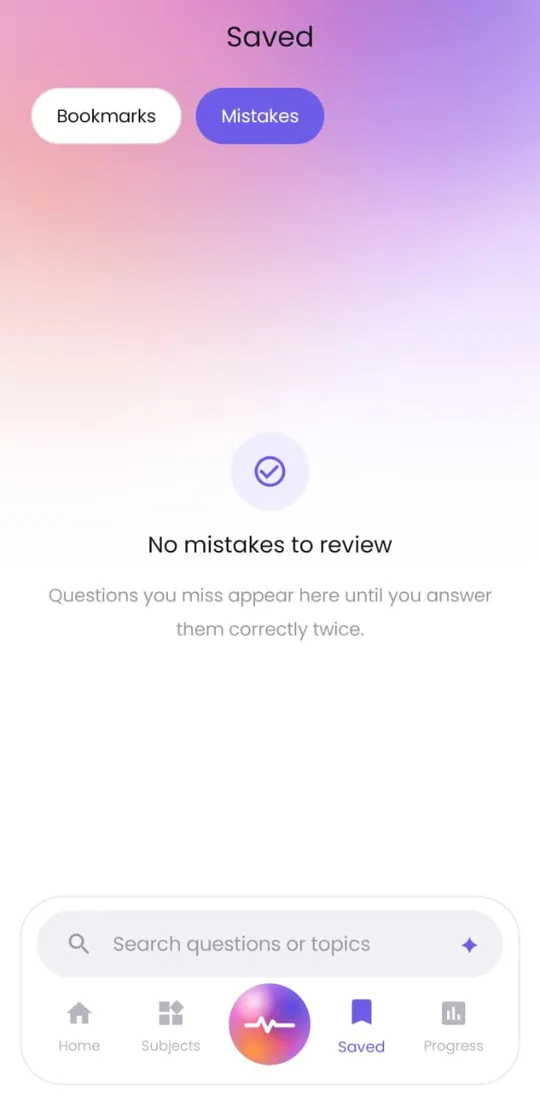 Saved
Bookmarks
Mistakes
No mistakes to review
Questions you miss appear here until you answer
them correctly twice.
Search questions or topics
Home
Subjects
Saved
Progress